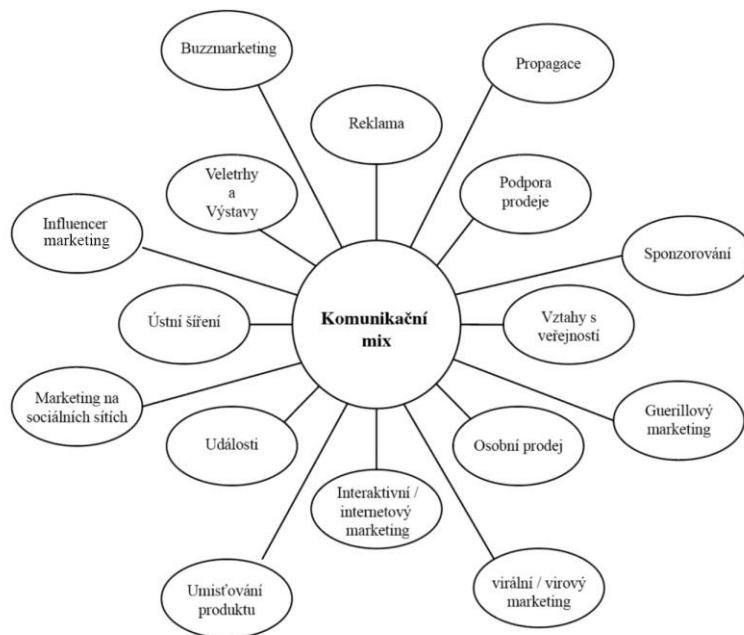 Buzzmarketing
Propagace
Reklama
Veletrhy
a
Výstavy
Podpora
prodeje
Influencer
marketing
Sponzorování
Ústní šíření
Komunikační
mix
Vztahy s
veřejností
Marketing na
sociálních sítích
Guerillový
marketing
Události
Osobní prodej
Interaktivní /
internetový
marketing
Umisťování
produktu
virální / virový
marketing